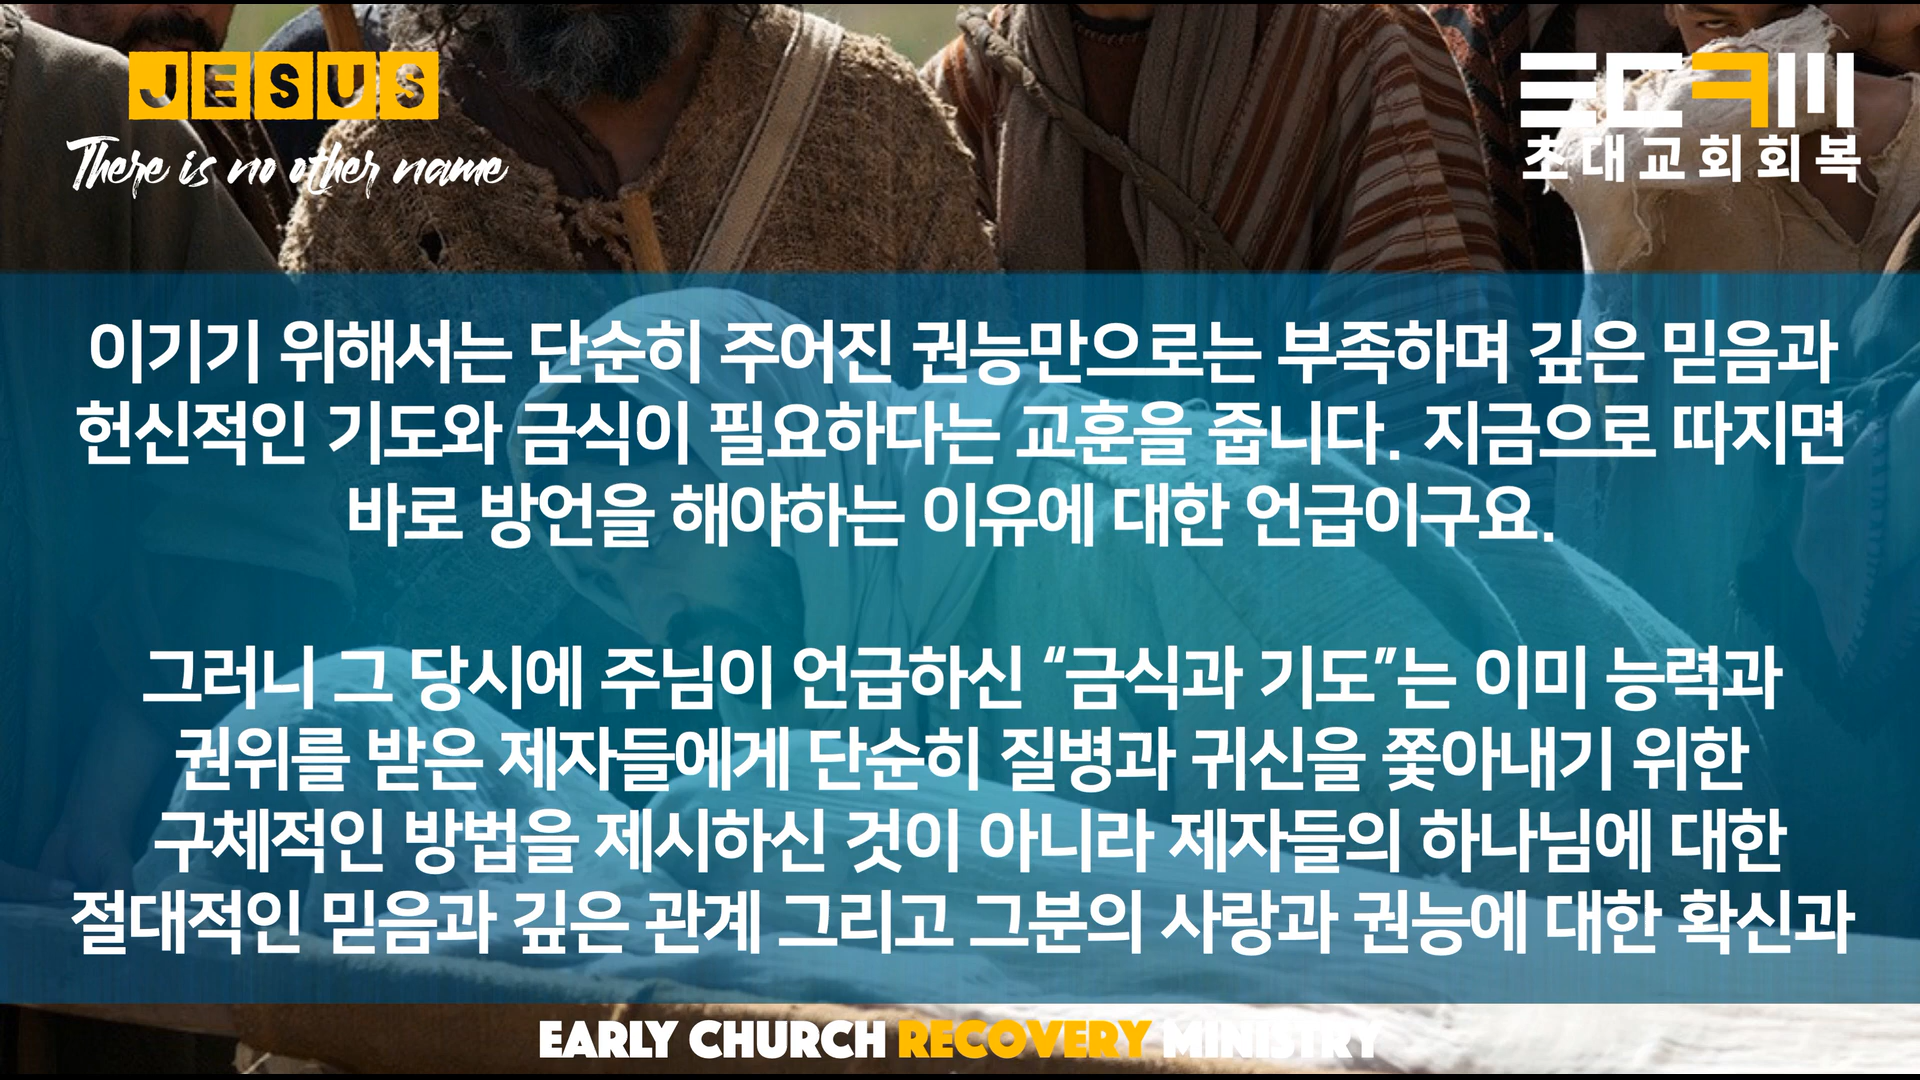 JESUS
There is no other name
ECRM
초대교회회복
이기기 위해서는 단순히 주어진 권능만으로는 부족하며 깊은 믿음과
헌신적인 기도와 금식이 필요하다는 교훈을 줍니다. 지금으로 따지면
바로 방언을 해야하는 이유에 대한 언급이구요.
그러니 그 당시에 주님이 언급하신 “금식과 기도”는 이미 능력과
권위를 받은 제자들에게 단순히 질병과 귀신을 쫓아내기 위한
구체적인 방법을 제시하신 것이 아니라 제자들의 하나님에 대한
절대적인 믿음과 깊은 관계 그리고 그분의 사랑과 권능에 대한 확신과
EARLY CHURCH RECOVERY MINISTRY